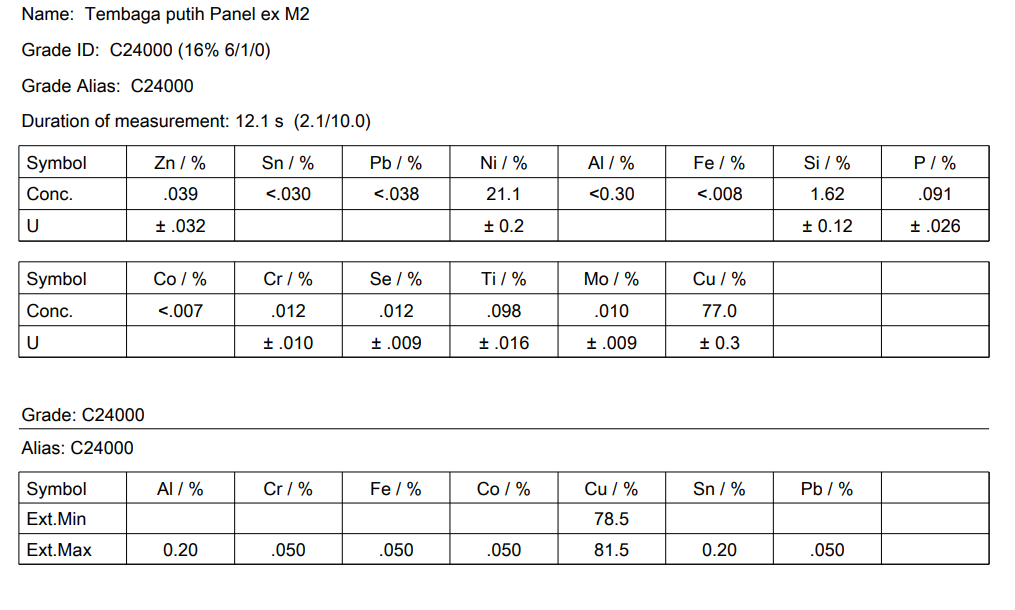 Name: Tembaga putih Panel ex M2
Grade ID: C24000 (16% 6/1/0)
Grade Alias: C24000
Duration of measurement: 12.1 s (2.1/10.0)
Symbol Zn / % Sn / % Pb / % Ni / % Al / % Fe / % Si / % P / %
Conc. .039 <.030 <.038 21.1 <0.30 <.008 1.62 .091
U ± .032 ± 0.2 ± 0.12 ± .026
Symbol Co / % Cr / % Se / % Ti / % Mo / % Cu / %
Conc. <.007 .012 .012 .098 .010 77.0
U ± .010 ± .009 ± .016 ± .009 ± 0.3
Grade: C24000
Alias: C24000
Symbol Al / % Cr / % Fe / % Co / % Cu / % Sn / % Pb / %
Ext.Min 78.5
Ext.Max 0.20 .050 .050 .050 81.5 0.20 .050